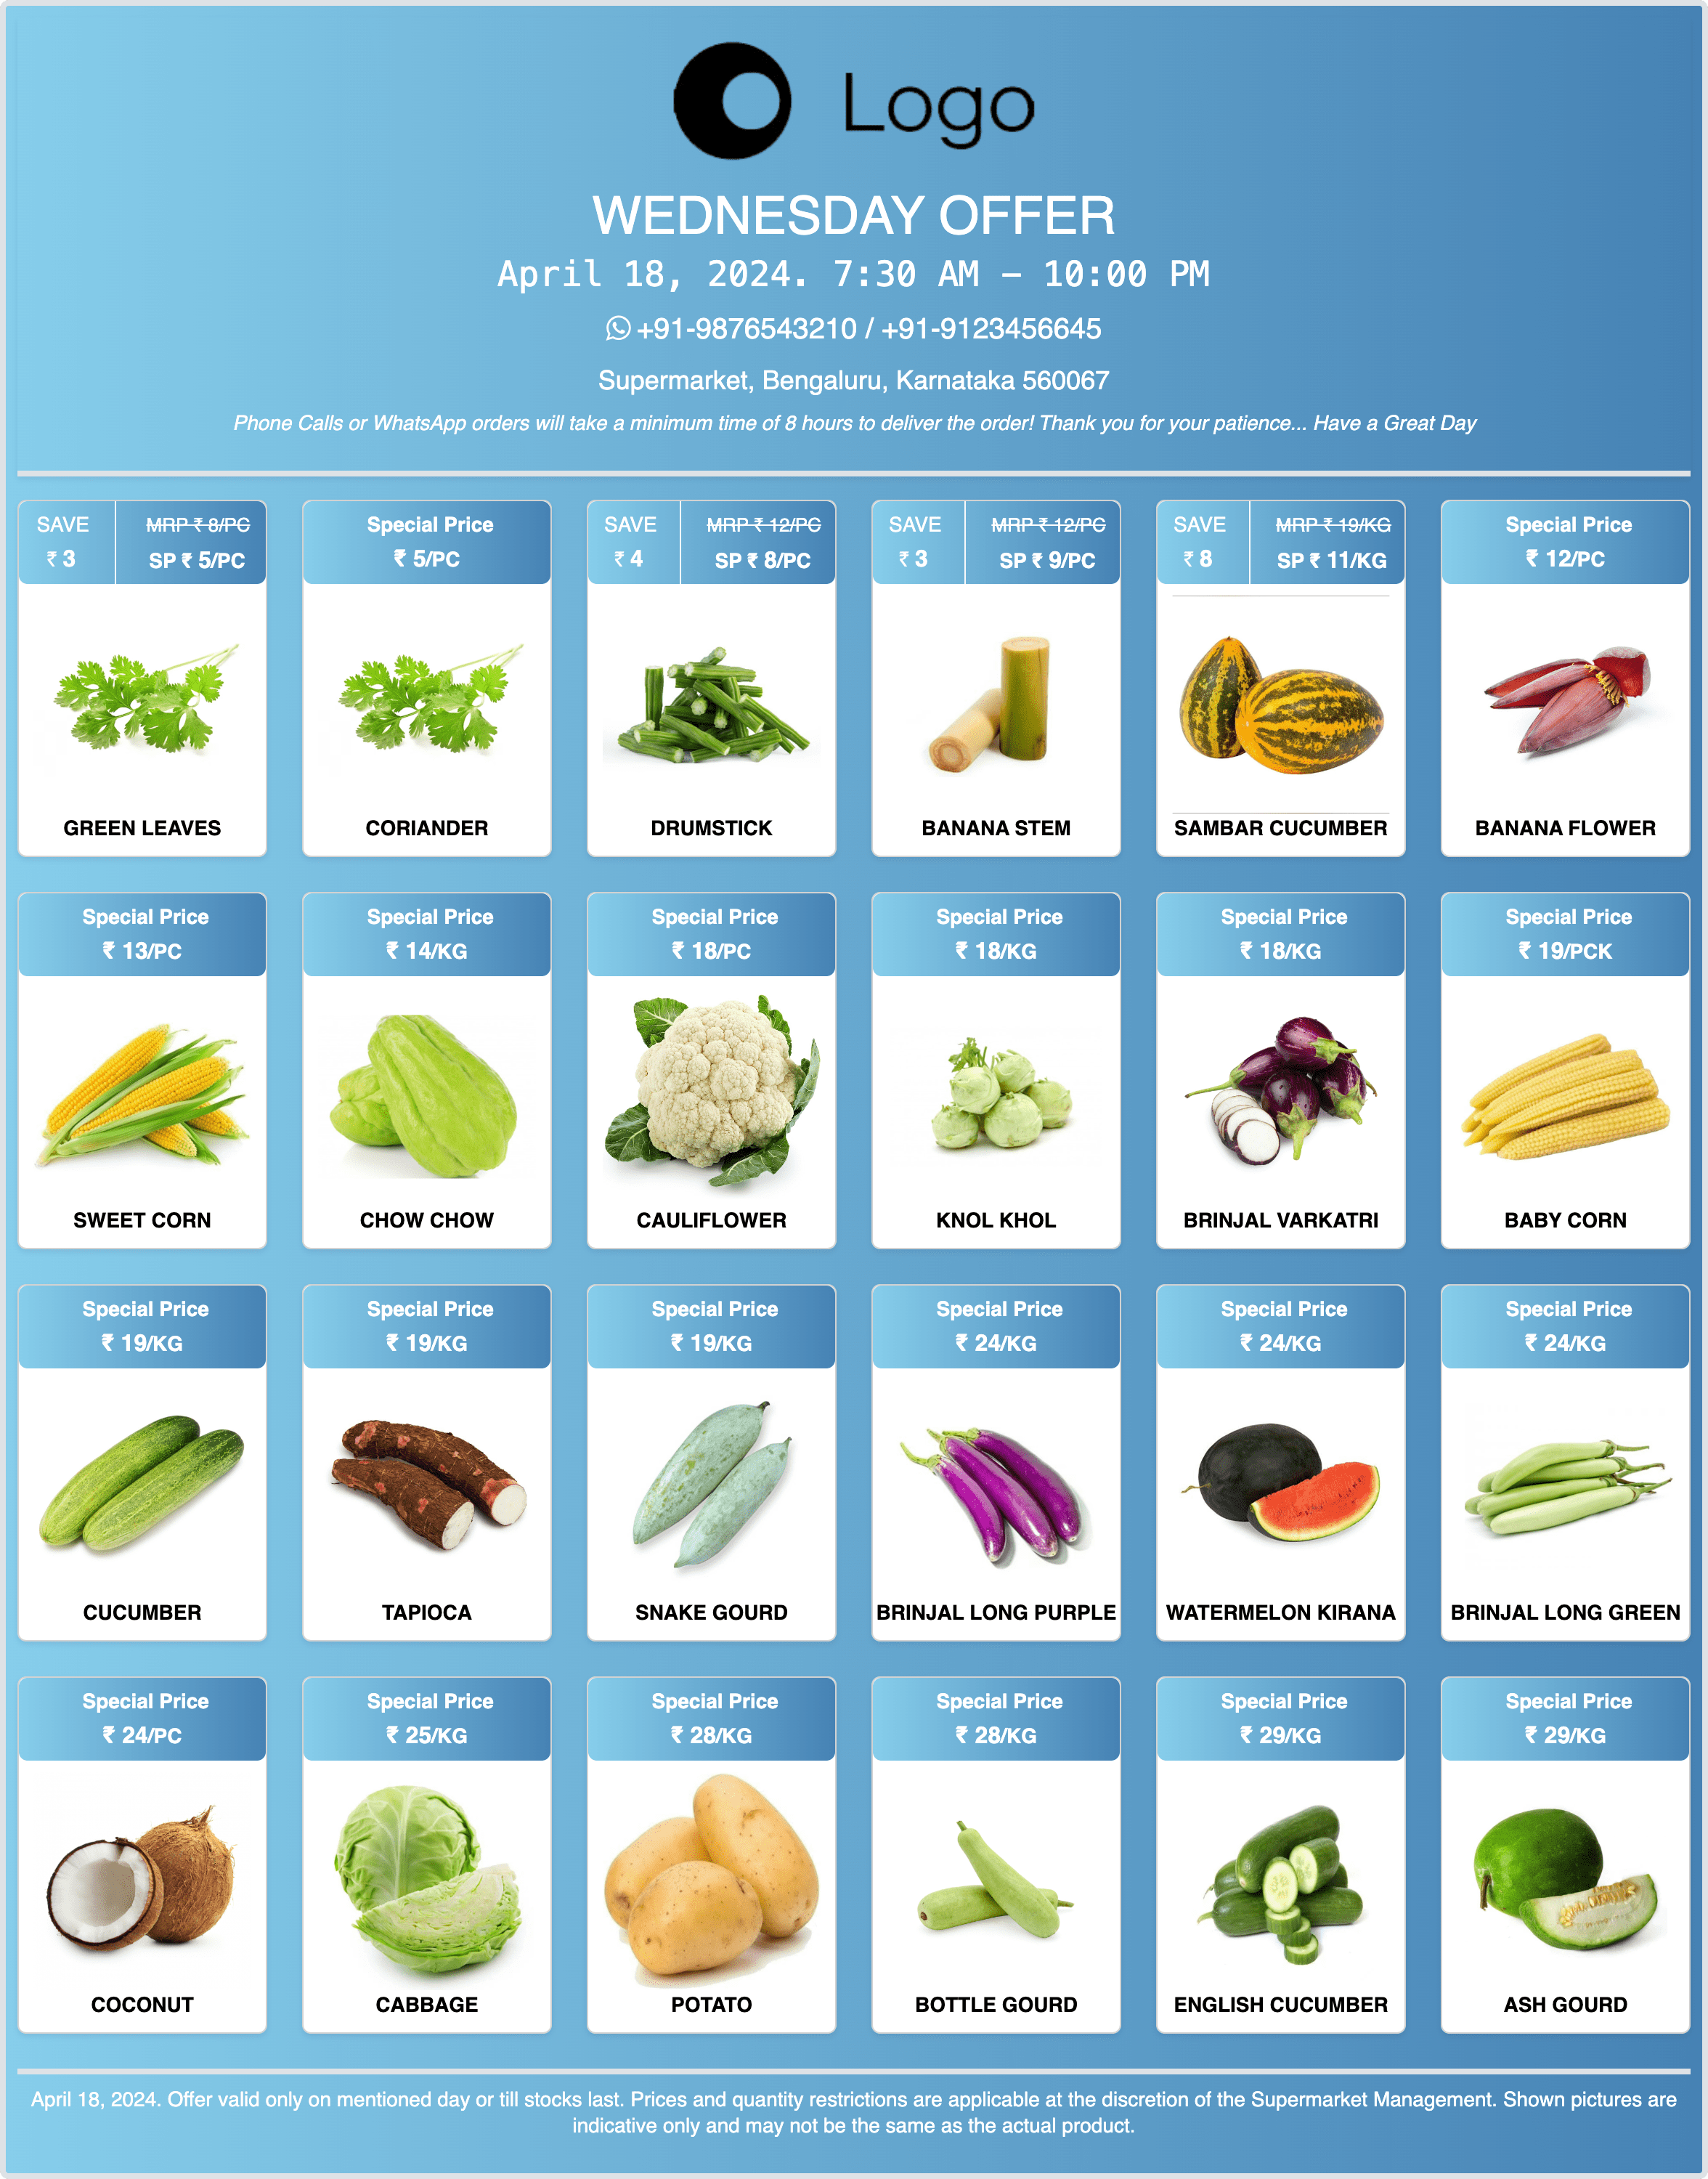 Logo
WEDNESDAY OFFER
April 18, 2024. 7:30 AM – 10:00 PM
+91-9876543210 / +91-9123456645
Supermarket, Bengaluru, Karnataka 560067
Phone Calls or WhatsApp orders will take a minimum time of 8 hours to deliver the order! Thank you for your patience... Have a Great Day
SAVE
₹ 3
MRP ₹ 8/PC
SP ₹ 5/PC
GREEN LEAVES
Special Price
₹ 5/PC
CORIANDER
SAVE
₹ 4
MRP ₹ 12/PC
SP ₹ 8/PC
DRUMSTICK
SAVE
₹ 3
MRP ₹ 12/PC
SP ₹ 9/PC
BANANA STEM
SAVE
₹ 8
MRP ₹ 19/KG
SP ₹ 11/KG
SAMBAR CUCUMBER
Special Price
₹ 12/PC
BANANA FLOWER
Special Price
₹ 13/PC
SWEET CORN
Special Price
₹ 14/KG
CHOW CHOW
Special Price
₹ 18/PC
CAULIFLOWER
Special Price
₹ 18/KG
KNOL KHOL
Special Price
₹ 18/KG
BRINJAL VARKATRI
Special Price
₹ 19/PCK
BABY CORN
Special Price
₹ 19/KG
CUCUMBER
Special Price
₹ 19/KG
TAPIOCA
Special Price
₹ 19/KG
SNAKE GOURD
Special Price
₹ 24/KG
BRINJAL LONG PURPLE
Special Price
₹ 24/KG
WATERMELON KIRANA
Special Price
₹ 24/KG
BRINJAL LONG GREEN
Special Price
₹ 24/PC
COCONUT
Special Price
₹ 25/KG
CABBAGE
Special Price
₹ 28/KG
POTATO
Special Price
₹ 28/KG
BOTTLE GOURD
Special Price
₹ 29/KG
ENGLISH CUCUMBER
Special Price
₹ 29/KG
ASH GOURD
April 18, 2024. Offer valid only on mentioned day or till stocks last. Prices and quantity restrictions are applicable at the discretion of the Supermarket Management. Shown pictures are
indicative only and may not be the same as the actual product.